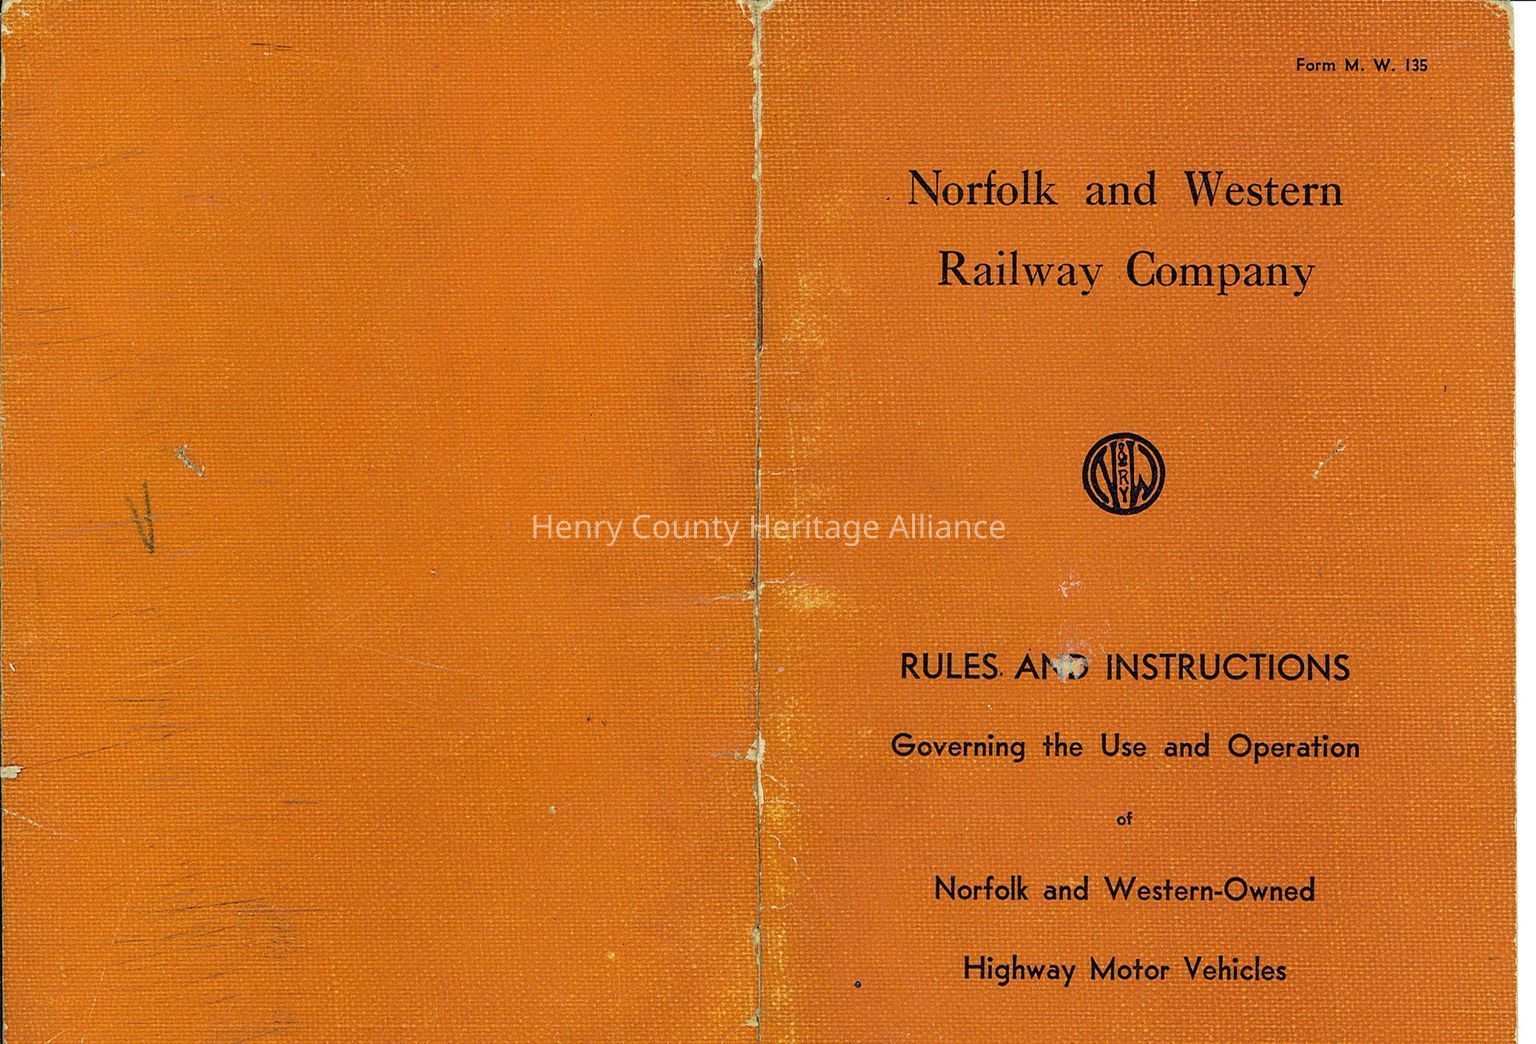 Form M. W. 135
Norfolk and Western
Railway Company
N&W RY
Henry County Heritage Alliance
RULES AND INSTRUCTIONS
Governing the Use and Operation
of
Norfolk and Western-Owned
Highway Motor Vehicles